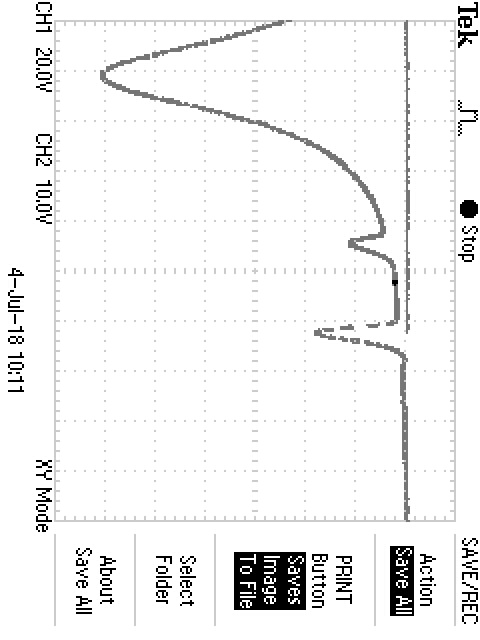 Tek
Stop
SAVE/REC
Action
Save All
PRINT
Button
Saves
Image
To File
Select
Folder
About
Save All
CH1 20.0V CH2 10.0V XY Mode
4-Jul-18 10:11